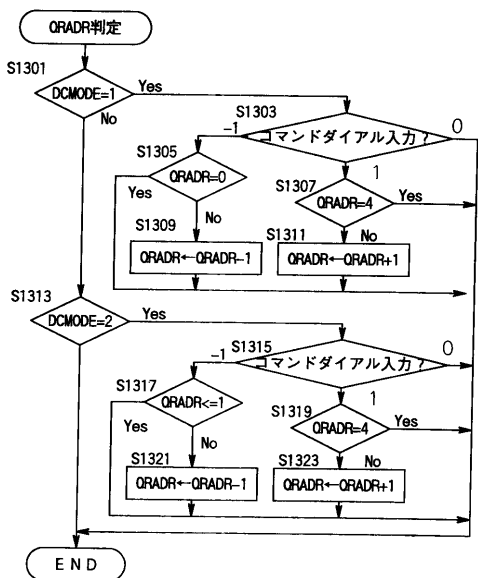 QRADR判定
S1301
DCMODE=1
Yes
No
S1303
コマンドダイアル入力?
-1
0
1
S1305
QRADR=0
Yes
No
S1307
QRADR=4
Yes
No
S1309
QRADR←QRADR-1
S1311
QRADR←QRADR+1
S1313
DCMODE=2
Yes
S1315
コマンドダイアル入力?
-1
0
1
S1317
QRADR<=1
Yes
No
S1319
QRADR=4
Yes
No
S1321
QRADR←QRADR-1
S1323
QRADR←QRADR+1
END